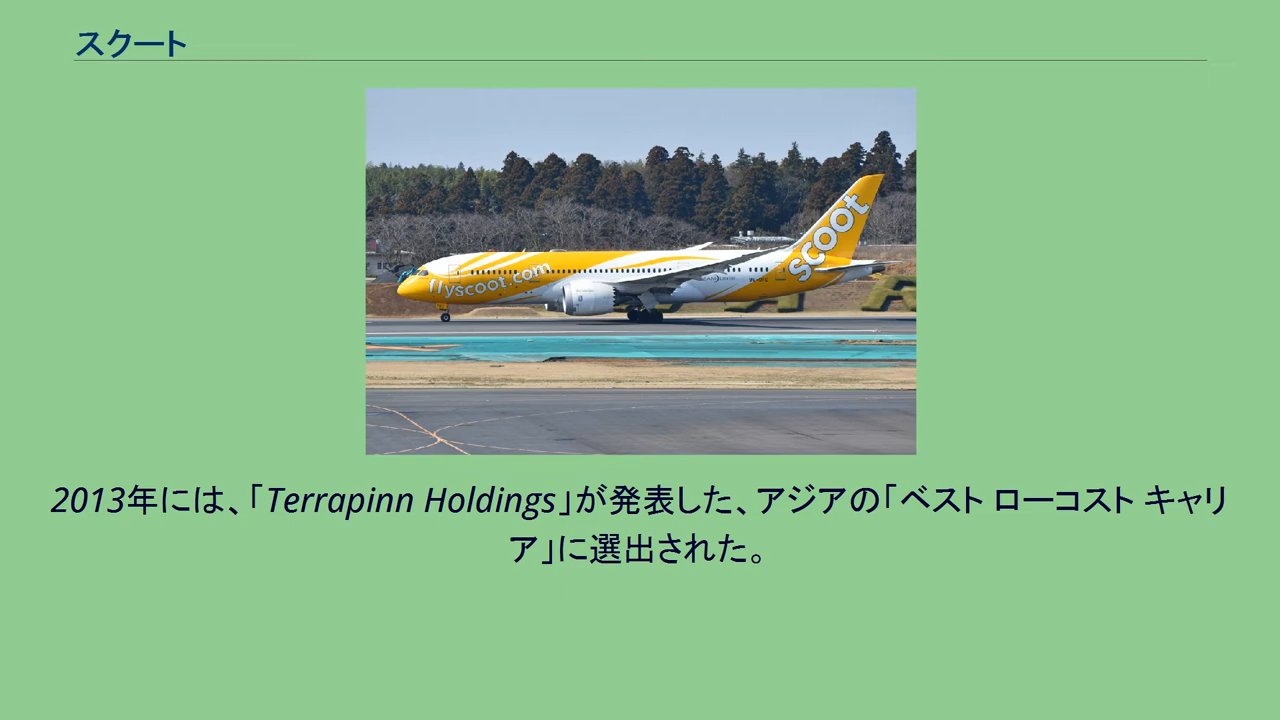 スクート
flyscoot.com
scoot
2013年には、「Terrapinn Holdings」が発表した、アジアの「ベスト ローコスト キャリ
ア」に選出された。